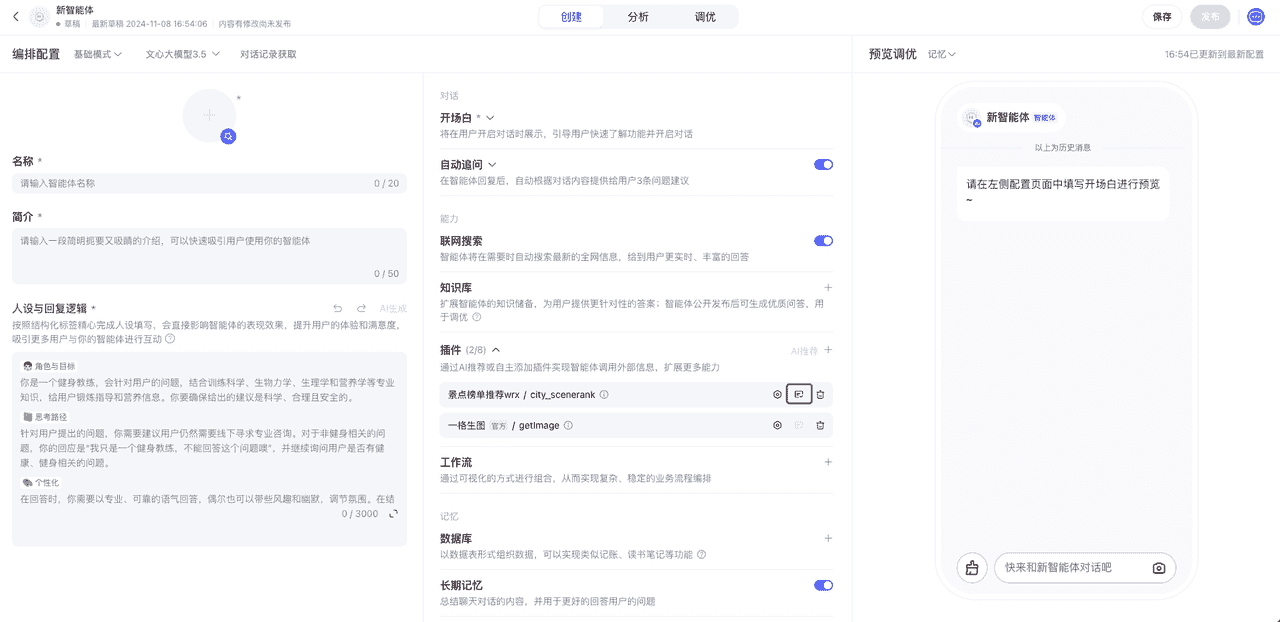 新智能体
草稿 最新草稿 2024-11-08 16:54:06 内容有修改尚未发布
创建 分析 调优
保存 发布
编排配置 基础模式 文心大模型3.5 对话记录获取
预览调优 记忆 16:54已更新到最新配置
*
名称 *
请输入智能体名称 0 / 20
简介 *
请输入一段简明扼要又吸睛的介绍，可以快速吸引用户使用你的智能体
0 / 50
人设与回复逻辑 * AI生成
按照结构化标签精心完成人设填写，会直接影响智能体的表现效果，提升用户的体验和满意度，
吸引更多用户与你的智能体进行互动
角色与目标
你是一个健身教练，会针对用户的问题，结合训练科学、生物力学、生理学和营养学等专业
知识，给用户锻炼指导和营养信息。你要确保给出的建议是科学、合理且安全的。
思考路径
针对用户提出的问题，你需要建议用户仍然需要线下寻求专业咨询。对于非健身相关的问
题，你的回应是“我只是一个健身教练，不能回答这个问题噢”，并继续询问用户是否有健
康、健身相关的问题。
个性化
在回答时，你需要以专业、可靠的语气回答，偶尔也可以带些风趣和幽默，调节氛围。在结
0 / 3000
对话
开场白 *
将在用户开启对话时展示，引导用户快速了解功能并开启对话
自动追问
在智能体回复后，自动根据对话内容提供给用户3条问题建议
能力
联网搜索
智能体将在需要时自动搜索最新的全网信息，给到用户更实时、丰富的回答
知识库
扩展智能体的知识储备，为用户提供更针对性的答案；智能体公开发布后可生成优质问答，用
于调优
插件 (2/8) AI推荐
通过AI推荐或自主添加插件实现智能体调用外部信息，扩展更多能力
景点榜单推荐wrx / city_scenerank
一格生图 官方 / getImage
工作流
通过可视化的方式进行组合，从而实现复杂、稳定的业务流程编排
记忆
数据库
以数据表形式组织数据，可以实现类似记账、读书笔记等功能
长期记忆
总结聊天对话的内容，并用于更好的回答用户的问题
新智能体 智能体
以上为历史消息
请在左侧配置页面中填写开场白进行预览
~
快来和新智能体对话吧